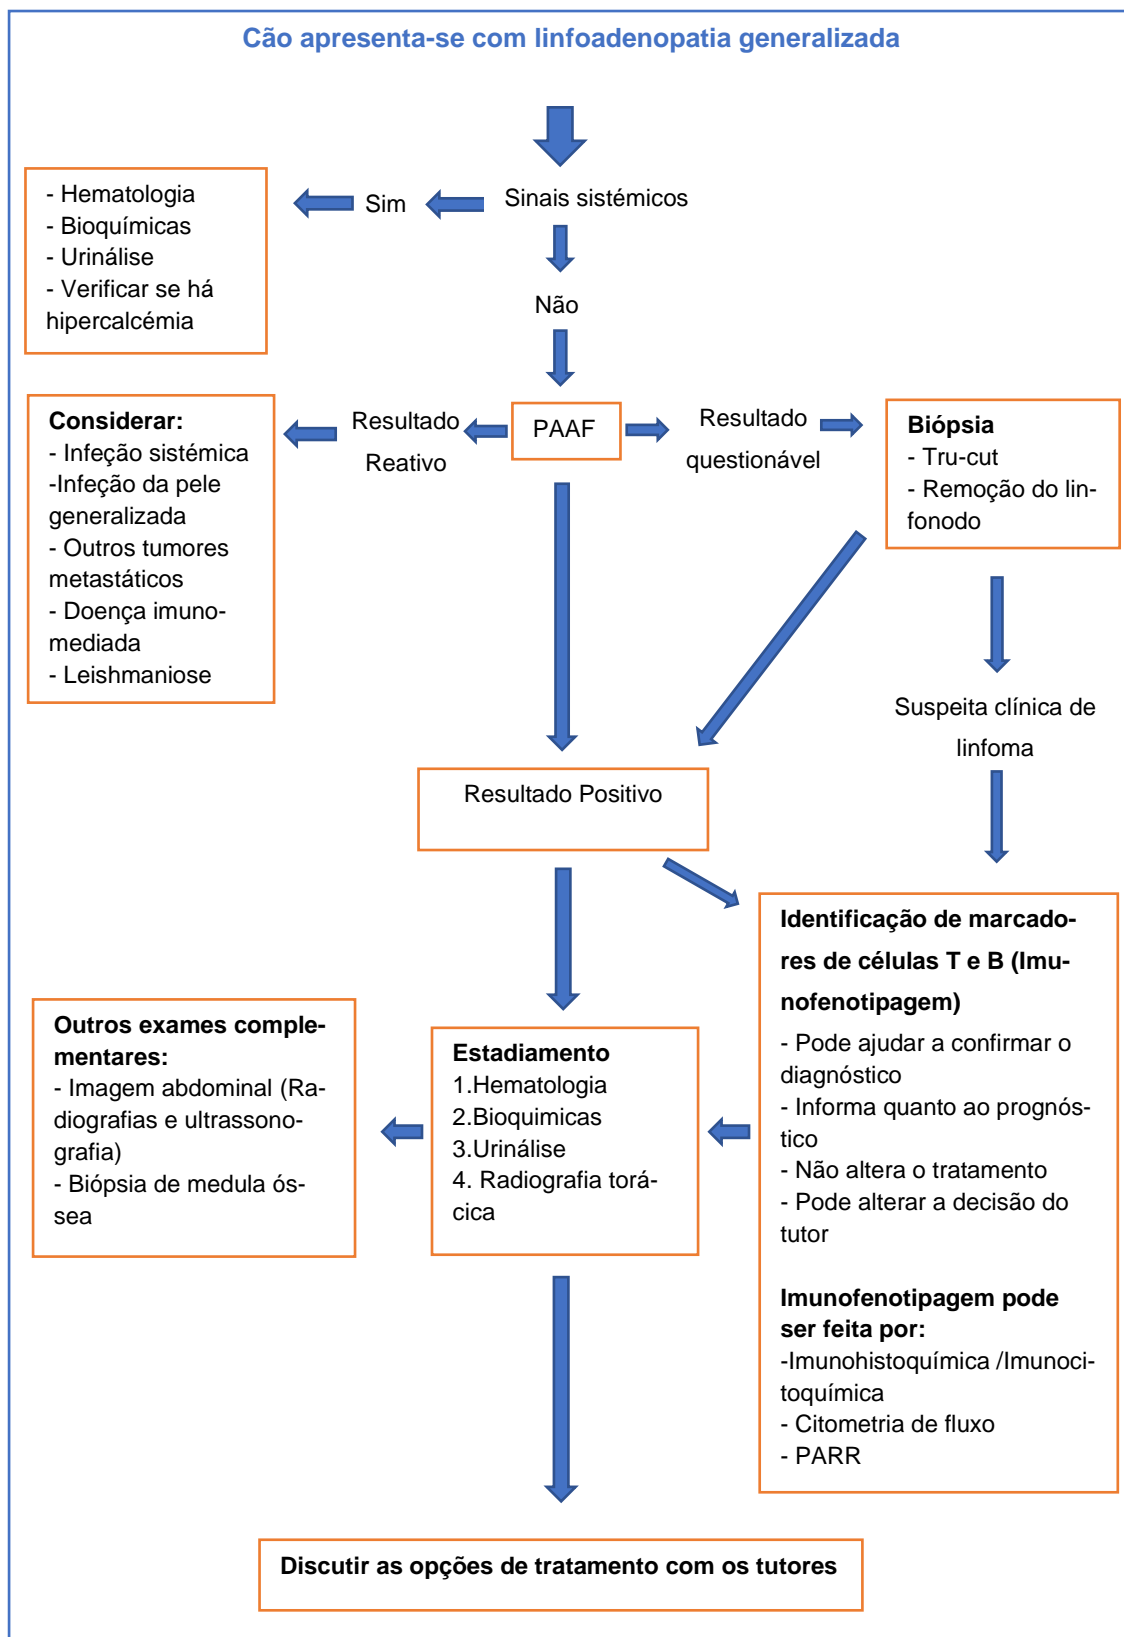 Cão apresenta-se com linfoadenopatia generalizada
Sinais sistémicos
Sim
- Hematologia
- Bioquímicas
- Urinálise
- Verificar se há
hipercalcémia
Não
PAAF
Resultado
Reativo
Considerar:
- Infeção sistémica
-Infeção da pele
generalizada
- Outros tumores
metastáticos
- Doença imuno-
mediada
- Leishmaniose
Resultado
questionável
Biópsia
- Tru-cut
- Remoção do lin-
fonodo
Suspeita clínica de
linfoma
Resultado Positivo
Identificação de marcado-
res de células T e B (Imu-
nofenotipagem)
- Pode ajudar a confirmar o
diagnóstico
- Informa quanto ao prognós-
tico
- Não altera o tratamento
- Pode alterar a decisão do
tutor
Imunofenotipagem pode
ser feita por:
-Imunohistoquímica /Imunoci-
toquímica
- Citometria de fluxo
- PARR
Estadiamento
1.Hematologia
2.Bioquimicas
3.Urinálise
4. Radiografia torá-
cica
Outros exames comple-
mentares:
- Imagem abdominal (Ra-
diografias e ultrassono-
grafia)
- Biópsia de medula ós-
sea
Discutir as opções de tratamento com os tutores